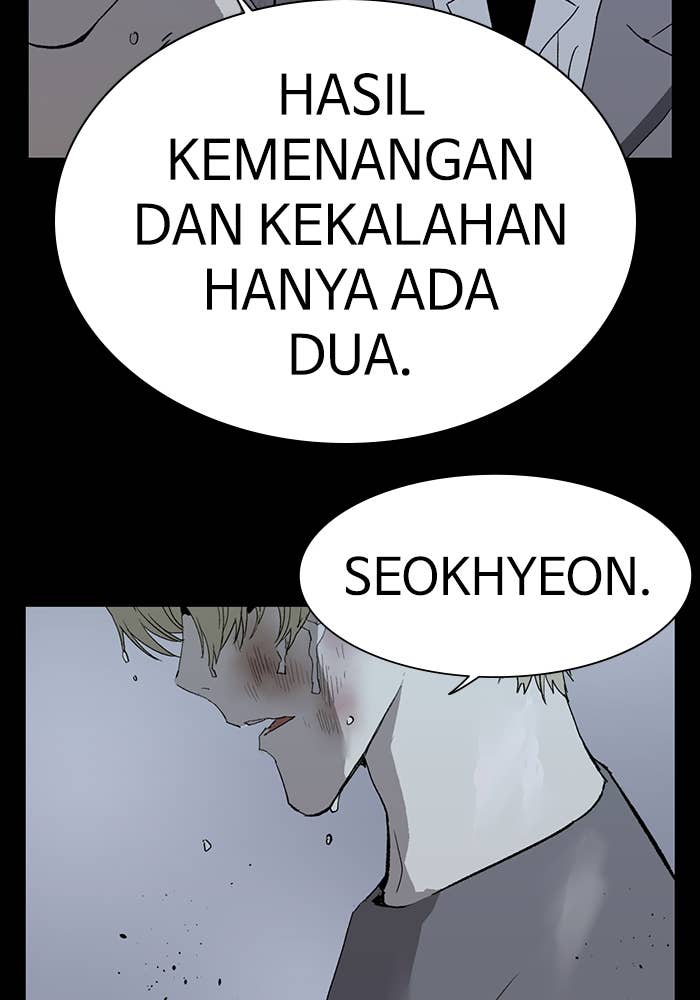 HASIL
KEMENANGAN
DAN KEKALAHAN
HANYA ADA
DUA.
SEOKHYEON.